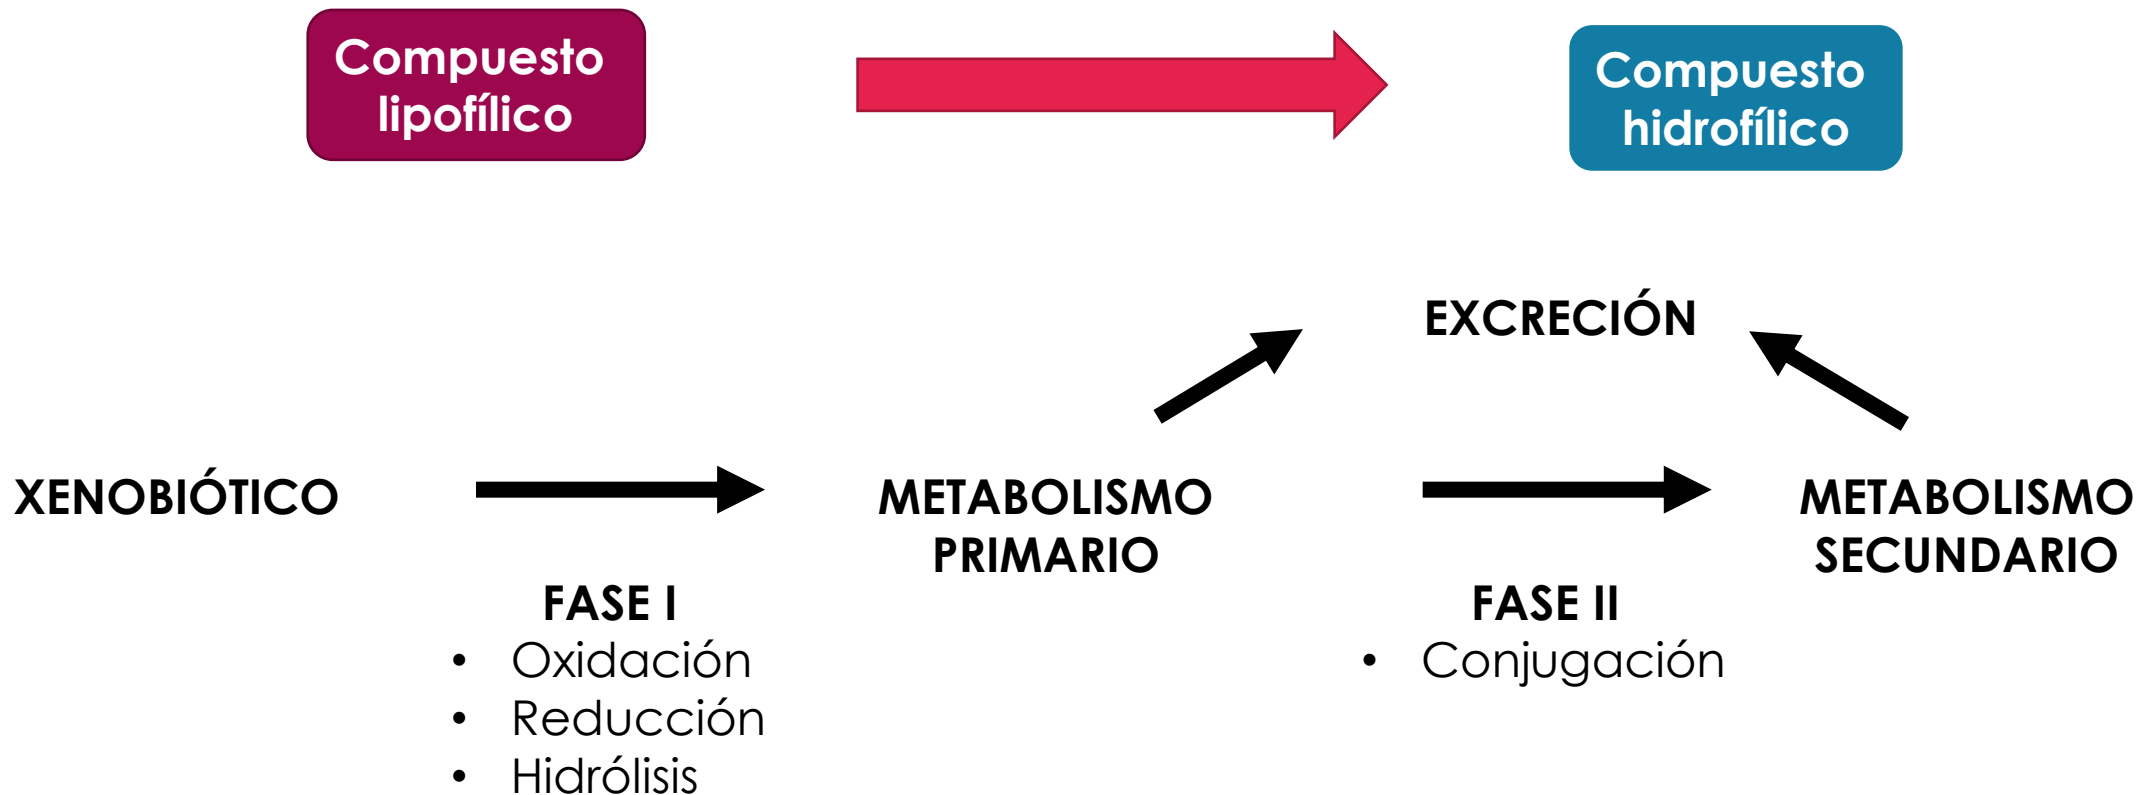 Compuesto
lipofílico
Compuesto
hidrofílico
EXCRECIÓN
XENOBIÓTICO
METABOLISMO
PRIMARIO
METABOLISMO
SECUNDARIO
FASE I
• Oxidación
• Reducción
• Hidrólisis
FASE II
• Conjugación